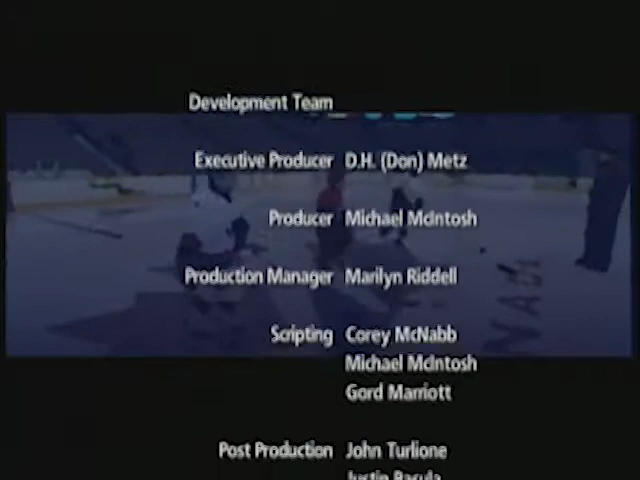 Development Team
Executive Producer D.H. (Don) Metz
Producer Michael McIntosh
Production Manager Marilyn Riddell
Scripting Corey McNabb
Michael McIntosh
Gord Marriott
Post Production John Turlione
Justin